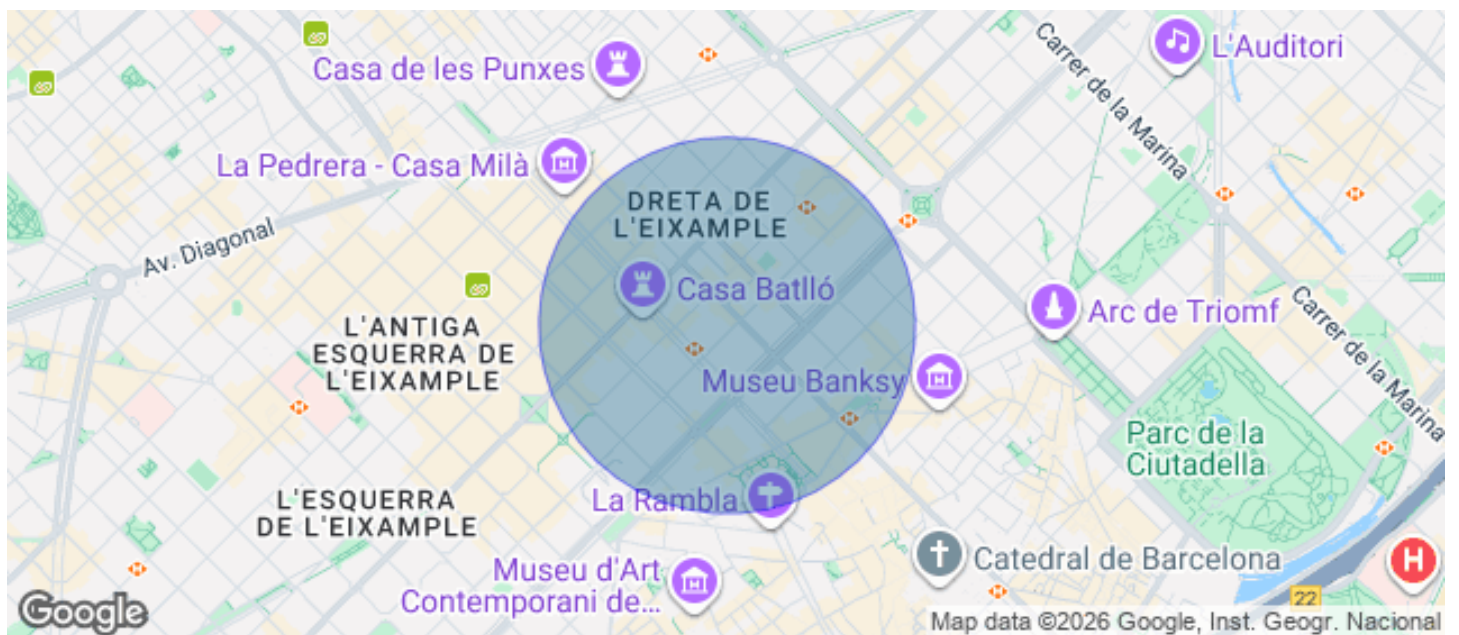 Casa de les Punxes
L'Auditori
Carrer de la Marina
La Pedrera - Casa Milà
DRETA DE
L'EIXAMPLE
Av. Diagonal
Casa Batlló
Arc de Triomf
Carrer de la Marina
L'ANTIGA
ESQUERRA DE
L'EIXAMPLE
Museu Banksy
Parc de la
Ciutadella
L'ESQUERRA
DE L'EIXAMPLE
La Rambla
Catedral de Barcelona
H
Museu d'Art
Contemporani de...
22
Google
Map data ©2026 Google, Inst. Geogr. Nacional